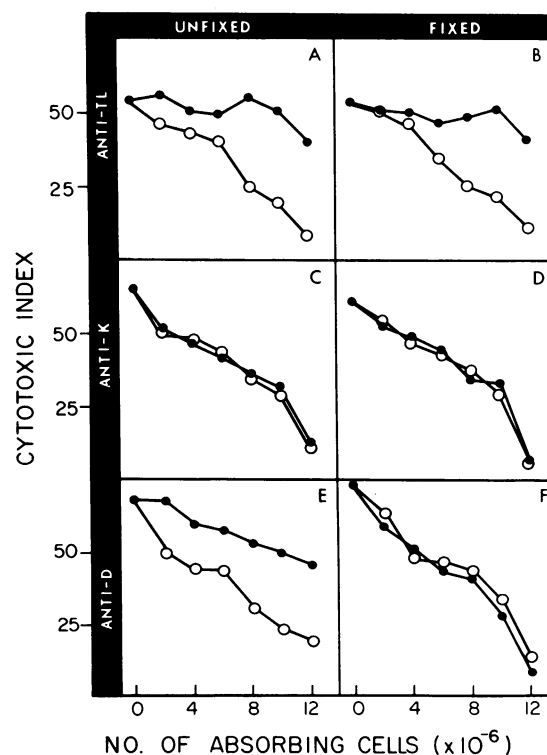 UNFIXED FIXED
A B
ANTI-TL
50
25
C D
ANTI-K
50
25
E F
ANTI-D
50
25
CYTOTOXIC INDEX
0 4 8 12 0 4 8 12
NO. OF ABSORBING CELLS (x10⁻⁶)